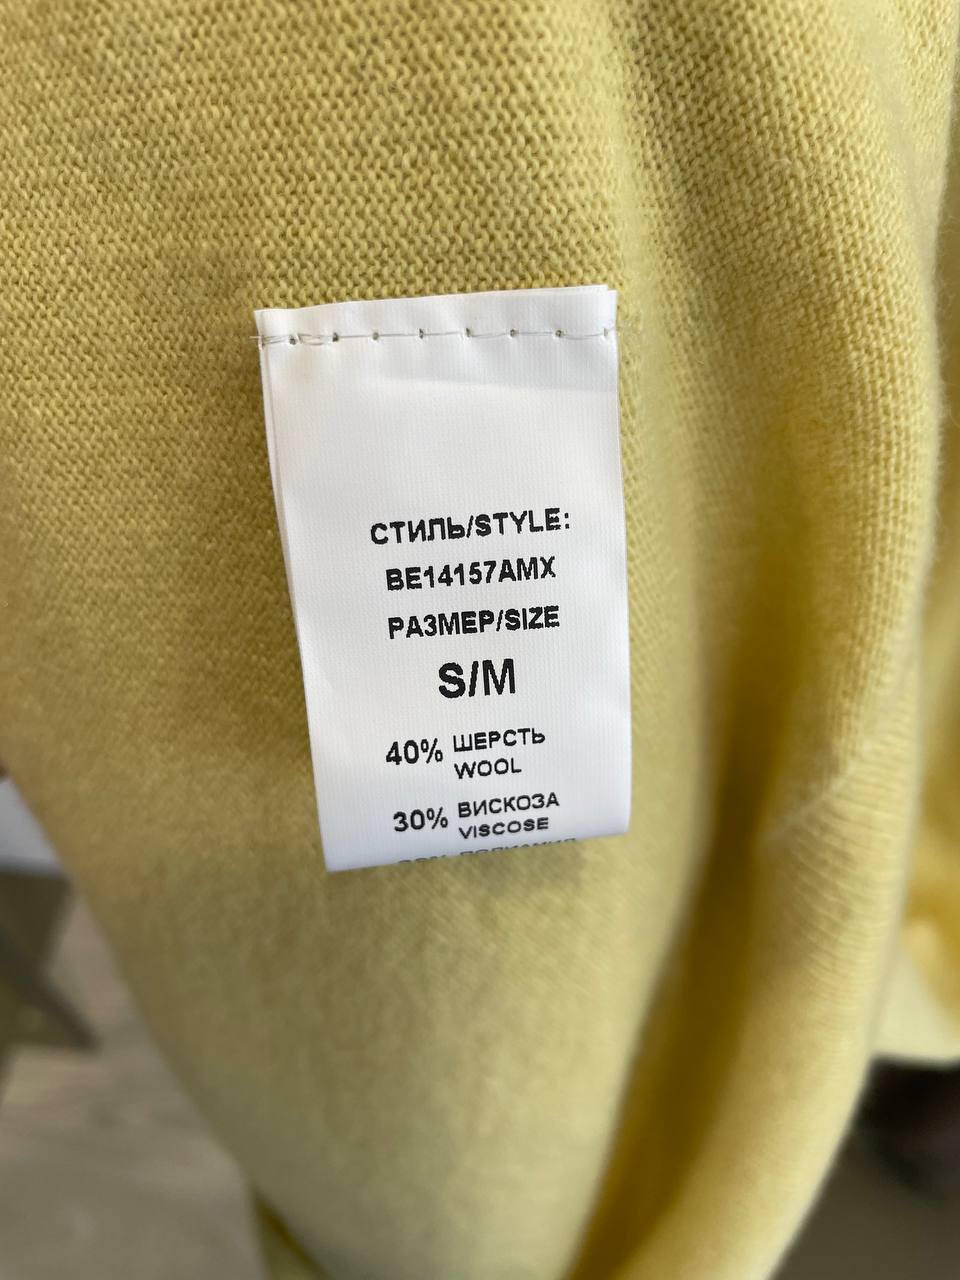 СТИЛЬ/STYLE:
BE14157AMX
РАЗМЕР/SIZE
S/M
40% ШЕРСТЬ
WOOL
30% ВИСКОЗА
VISCOSE